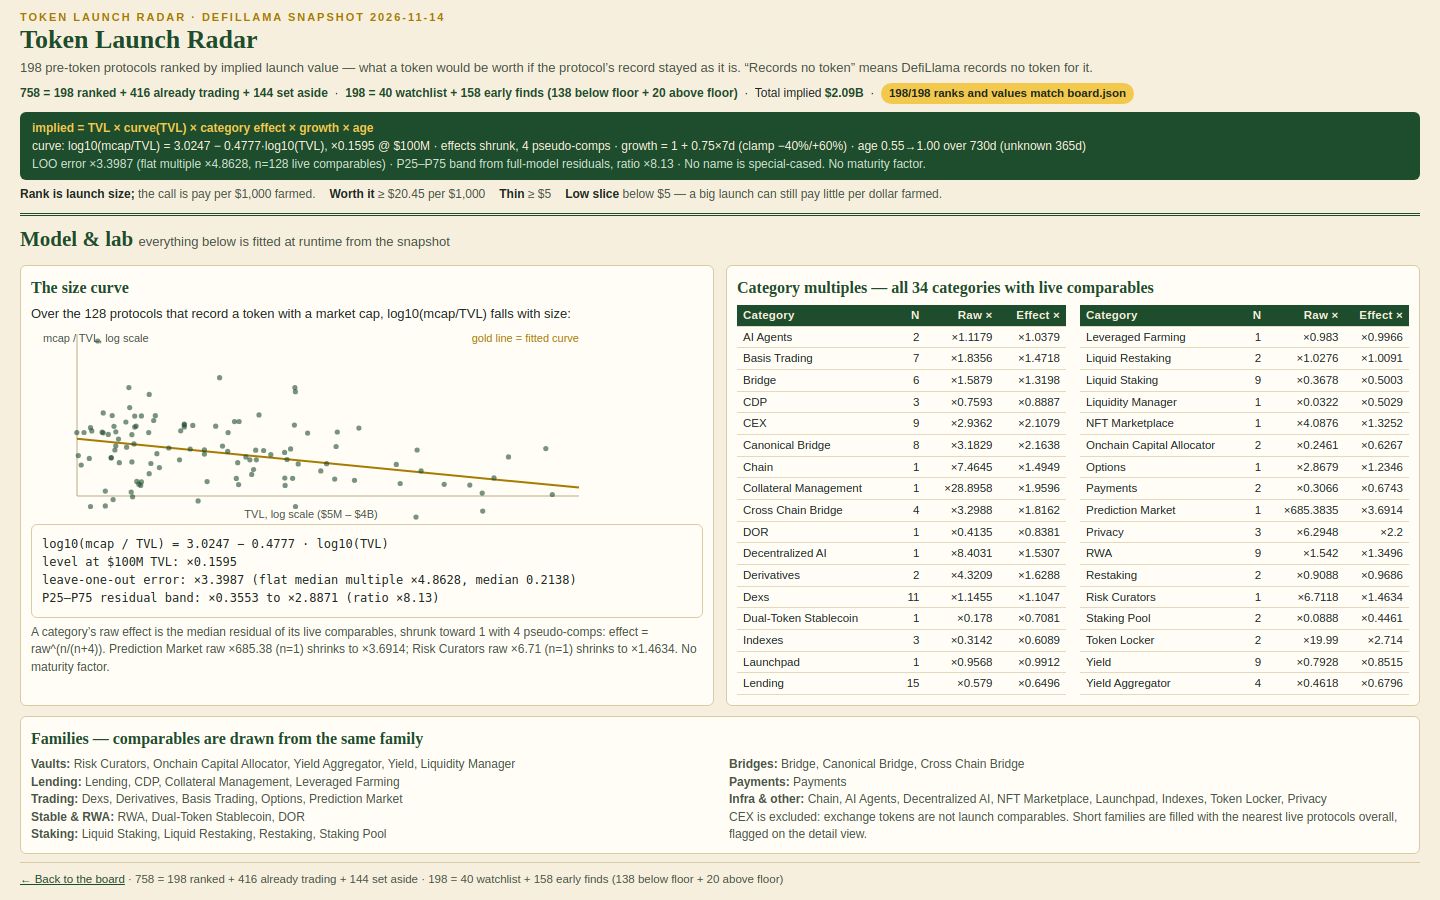 TOKEN LAUNCH RADAR · DEFILLAMA SNAPSHOT 2026-11-14
Token Launch Radar
198 pre-token protocols ranked by implied launch value — what a token would be worth if the protocol’s record stayed as it is. “Records no token” means DefiLlama records no token for it.
758 = 198 ranked + 416 already trading + 144 set aside · 198 = 40 watchlist + 158 early finds (138 below floor + 20 above floor) · Total implied $2.09B · 198/198 ranks and values match board.json
implied = TVL × curve(TVL) × category effect × growth × age
curve: log10(mcap/TVL) = 3.0247 − 0.4777·log10(TVL), ×0.1595 @ $100M · effects shrunk, 4 pseudo-comps · growth = 1 + 0.75×7d (clamp −40%/+60%) · age 0.55→1.00 over 730d (unknown 365d)
LOO error ×3.3987 (flat multiple ×4.8628, n=128 live comparables) · P25–P75 band from full-model residuals, ratio ×8.13 · No name is special-cased. No maturity factor.
Rank is launch size; the call is pay per $1,000 farmed. Worth it ≥ $20.45 per $1,000 Thin ≥ $5 Low slice below $5 — a big launch can still pay little per dollar farmed.
Model & lab everything below is fitted at runtime from the snapshot
The size curve
Over the 128 protocols that record a token with a market cap, log10(mcap/TVL) falls with size:
mcap / TVL, log scale
gold line = fitted curve
TVL, log scale ($5M – $4B)
log10(mcap / TVL) = 3.0247 − 0.4777 · log10(TVL)
level at $100M TVL: ×0.1595
leave-one-out error: ×3.3987 (flat median multiple ×4.8628, median 0.2138)
P25–P75 residual band: ×0.3553 to ×2.8871 (ratio ×8.13)
A category’s raw effect is the median residual of its live comparables, shrunk toward 1 with 4 pseudo-comps: effect =
raw^(n/(n+4)). Prediction Market raw ×685.38 (n=1) shrinks to ×3.6914; Risk Curators raw ×6.71 (n=1) shrinks to ×1.4634. No
maturity factor.
Category multiples — all 34 categories with live comparables
Category N Raw × Effect ×
AI Agents 2 ×1.1179 ×1.0379
Basis Trading 7 ×1.8356 ×1.4718
Bridge 6 ×1.5879 ×1.3198
CDP 3 ×0.7593 ×0.8887
CEX 9 ×2.9362 ×2.1079
Canonical Bridge 8 ×3.1829 ×2.1638
Chain 1 ×7.4645 ×1.4949
Collateral Management 1 ×28.8958 ×1.9596
Cross Chain Bridge 4 ×3.2988 ×1.8162
DOR 1 ×0.4135 ×0.8381
Decentralized AI 1 ×8.4031 ×1.5307
Derivatives 2 ×4.3209 ×1.6288
Dexs 11 ×1.1455 ×1.1047
Dual-Token Stablecoin 1 ×0.178 ×0.7081
Indexes 3 ×0.3142 ×0.6089
Launchpad 1 ×0.9568 ×0.9912
Lending 15 ×0.579 ×0.6496
Category N Raw × Effect ×
Leveraged Farming 1 ×0.983 ×0.9966
Liquid Restaking 2 ×1.0276 ×1.0091
Liquid Staking 9 ×0.3678 ×0.5003
Liquidity Manager 1 ×0.0322 ×0.5029
NFT Marketplace 1 ×4.0876 ×1.3252
Onchain Capital Allocator 2 ×0.2461 ×0.6267
Options 1 ×2.8679 ×1.2346
Payments 2 ×0.3066 ×0.6743
Prediction Market 1 ×685.3835 ×3.6914
Privacy 3 ×6.2948 ×2.2
RWA 9 ×1.542 ×1.3496
Restaking 2 ×0.9088 ×0.9686
Risk Curators 1 ×6.7118 ×1.4634
Staking Pool 2 ×0.0888 ×0.4461
Token Locker 2 ×19.99 ×2.714
Yield 9 ×0.7928 ×0.8515
Yield Aggregator 4 ×0.4618 ×0.6796
Families — comparables are drawn from the same family
Vaults: Risk Curators, Onchain Capital Allocator, Yield Aggregator, Yield, Liquidity Manager
Lending: Lending, CDP, Collateral Management, Leveraged Farming
Trading: Dexs, Derivatives, Basis Trading, Options, Prediction Market
Stable & RWA: RWA, Dual-Token Stablecoin, DOR
Staking: Liquid Staking, Liquid Restaking, Restaking, Staking Pool
Bridges: Bridge, Canonical Bridge, Cross Chain Bridge
Payments: Payments
Infra & other: Chain, AI Agents, Decentralized AI, NFT Marketplace, Launchpad, Indexes, Token Locker, Privacy
CEX is excluded: exchange tokens are not launch comparables. Short families are filled with the nearest live protocols overall,
flagged on the detail view.
← Back to the board · 758 = 198 ranked + 416 already trading + 144 set aside · 198 = 40 watchlist + 158 early finds (138 below floor + 20 above floor)